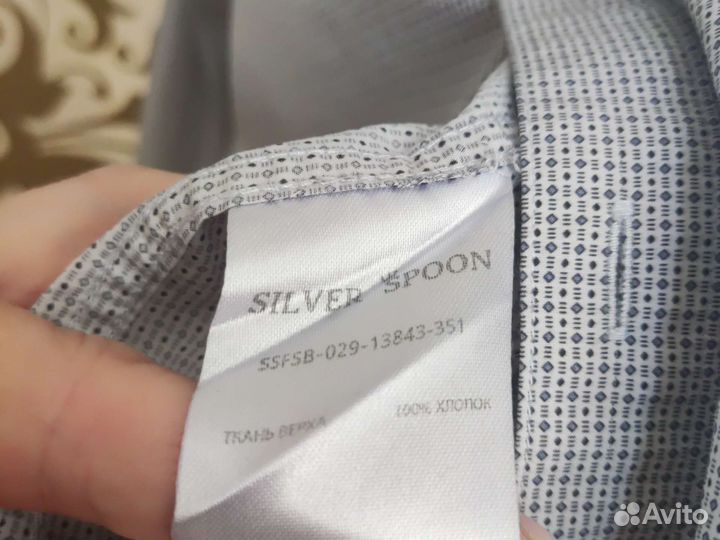 SILVER SPOON
SSFSB-029-13843-351
ТКАНЬ ВЕРХА 100% ХЛОПОК
Avito